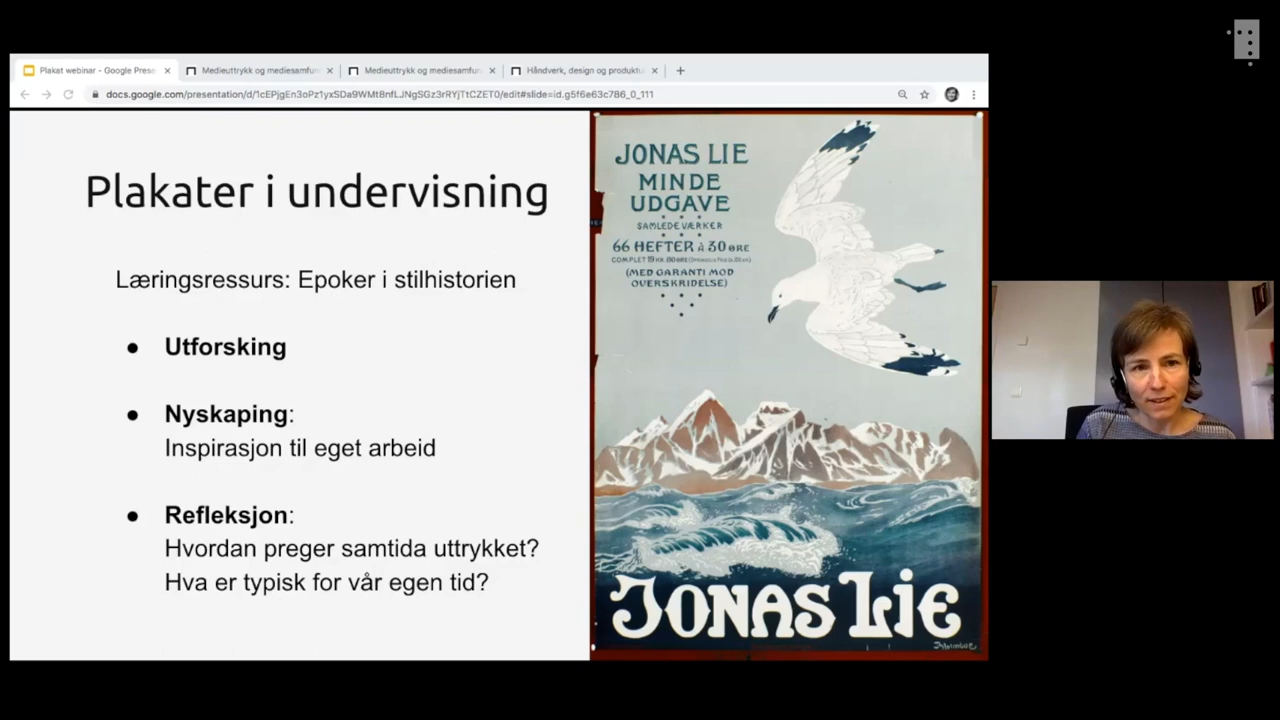 Plakat webinar - Google Prese
Medieuttrykk og mediesamfun
Medieuttrykk og mediesamfun
Håndverk, design og produktu
docs.google.com/presentation/d/1cEPjgEn3oPz1yxSDa9WMt8nfLJNgSGz3rRYjTtCZET0/edit#slide=id.g5f6e63c786_0_111
Plakater i undervisning
Læringsressurs: Epoker i stilhistorien
● Utforsking
● Nyskaping:
Inspirasjon til eget arbeid
● Refleksjon:
Hvordan preger samtida uttrykket?
Hva er typisk for vår egen tid?
JONAS LIE
MINDE
UDGAVE
SAMLEDE VÆRKER
66 HEFTER À 30 ØRE
(MED GARANTI MOD
OVERSKRIDELSE)
JONAS LIE